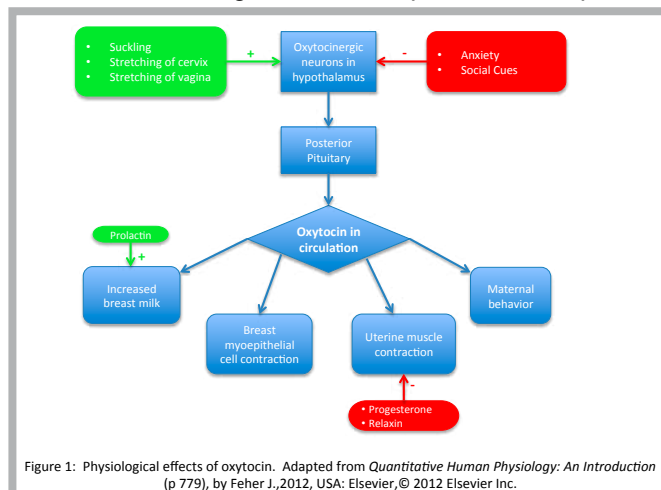 • Suckling
• Stretching of cervix
• Stretching of vagina
+
Oxytocinergic
neurons in
hypothalamus
-
• Anxiety
• Social Cues
Posterior
Pituitary
Oxytocin in
circulation
Prolactin
+
Increased
breast milk
Breast
myoepithelial
cell contraction
Uterine muscle
contraction
Maternal
behavior
-
• Progesterone
• Relaxin
Figure 1: Physiological effects of oxytocin. Adapted from Quantitative Human Physiology: An Introduction
(p 779), by Feher J.,2012, USA: Elsevier,© 2012 Elsevier Inc.